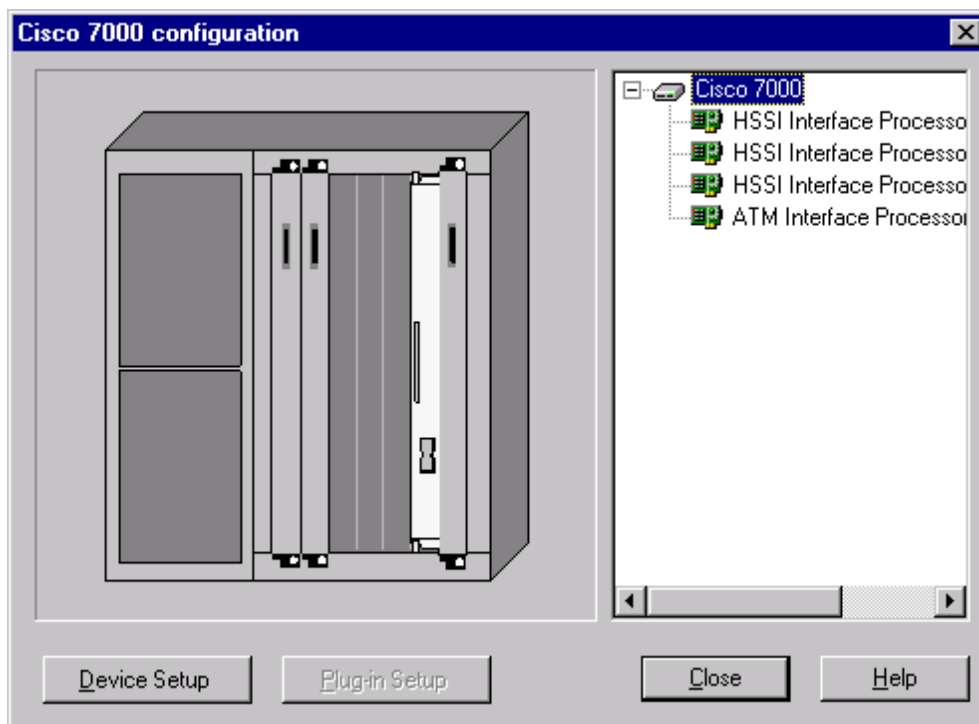 Cisco 7000 configuration
Cisco 7000
HSSI Interface Processo
HSSI Interface Processo
HSSI Interface Processo
ATM Interface Processor
Device Setup
Plug-in Setup
Close
Help